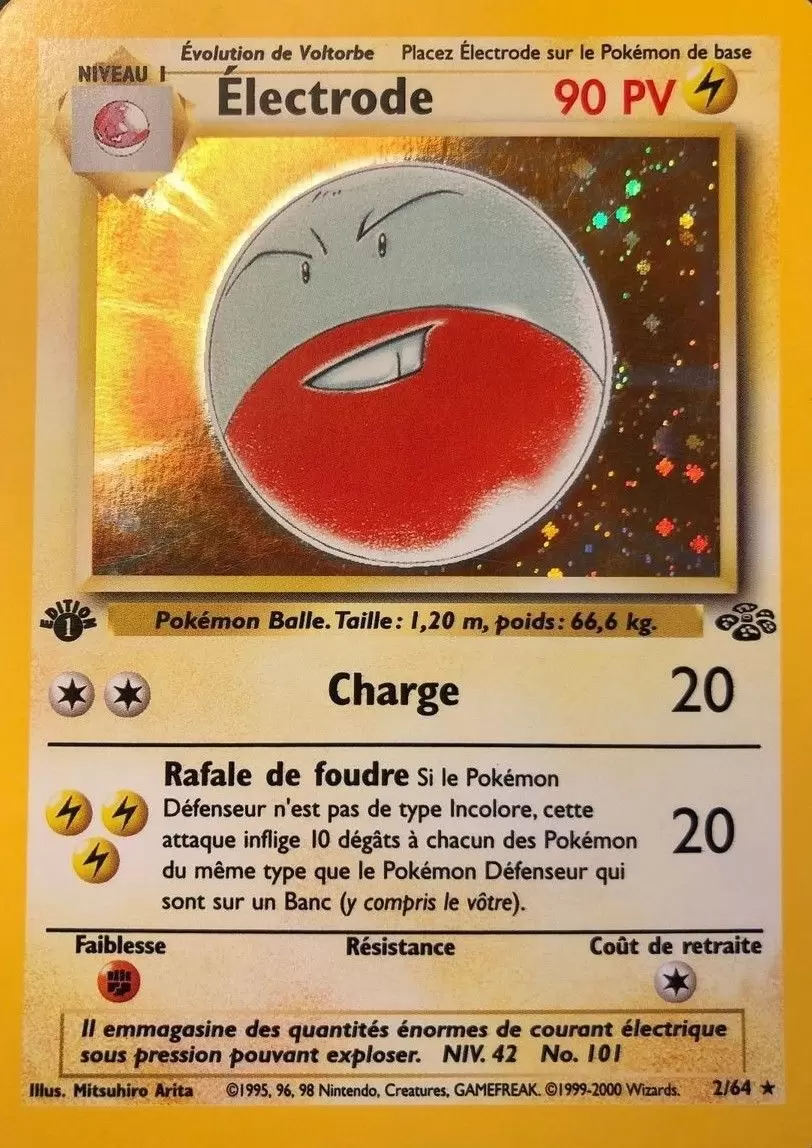 Évolution de Voltorbe Placez Électrode sur le Pokémon de base
NIVEAU I
Électrode 90 PV
EDITION
1
Pokémon Balle. Taille: 1,20 m, poids: 66,6 kg.
Charge 20
Rafale de foudre Si le Pokémon
Défenseur n'est pas de type Incolore, cette
attaque inflige 10 dégâts à chacun des Pokémon
du même type que le Pokémon Défenseur qui
sont sur un Banc (y compris le vôtre).
20
Faiblesse Résistance Coût de retraite
Il emmagasine des quantités énormes de courant électrique
sous pression pouvant exploser. NIV. 42 No. 101
Illus. Mitsuhiro Arita ©1995, 96, 98 Nintendo, Creatures, GAMEFREAK. ©1999-2000 Wizards. 2/64 ★